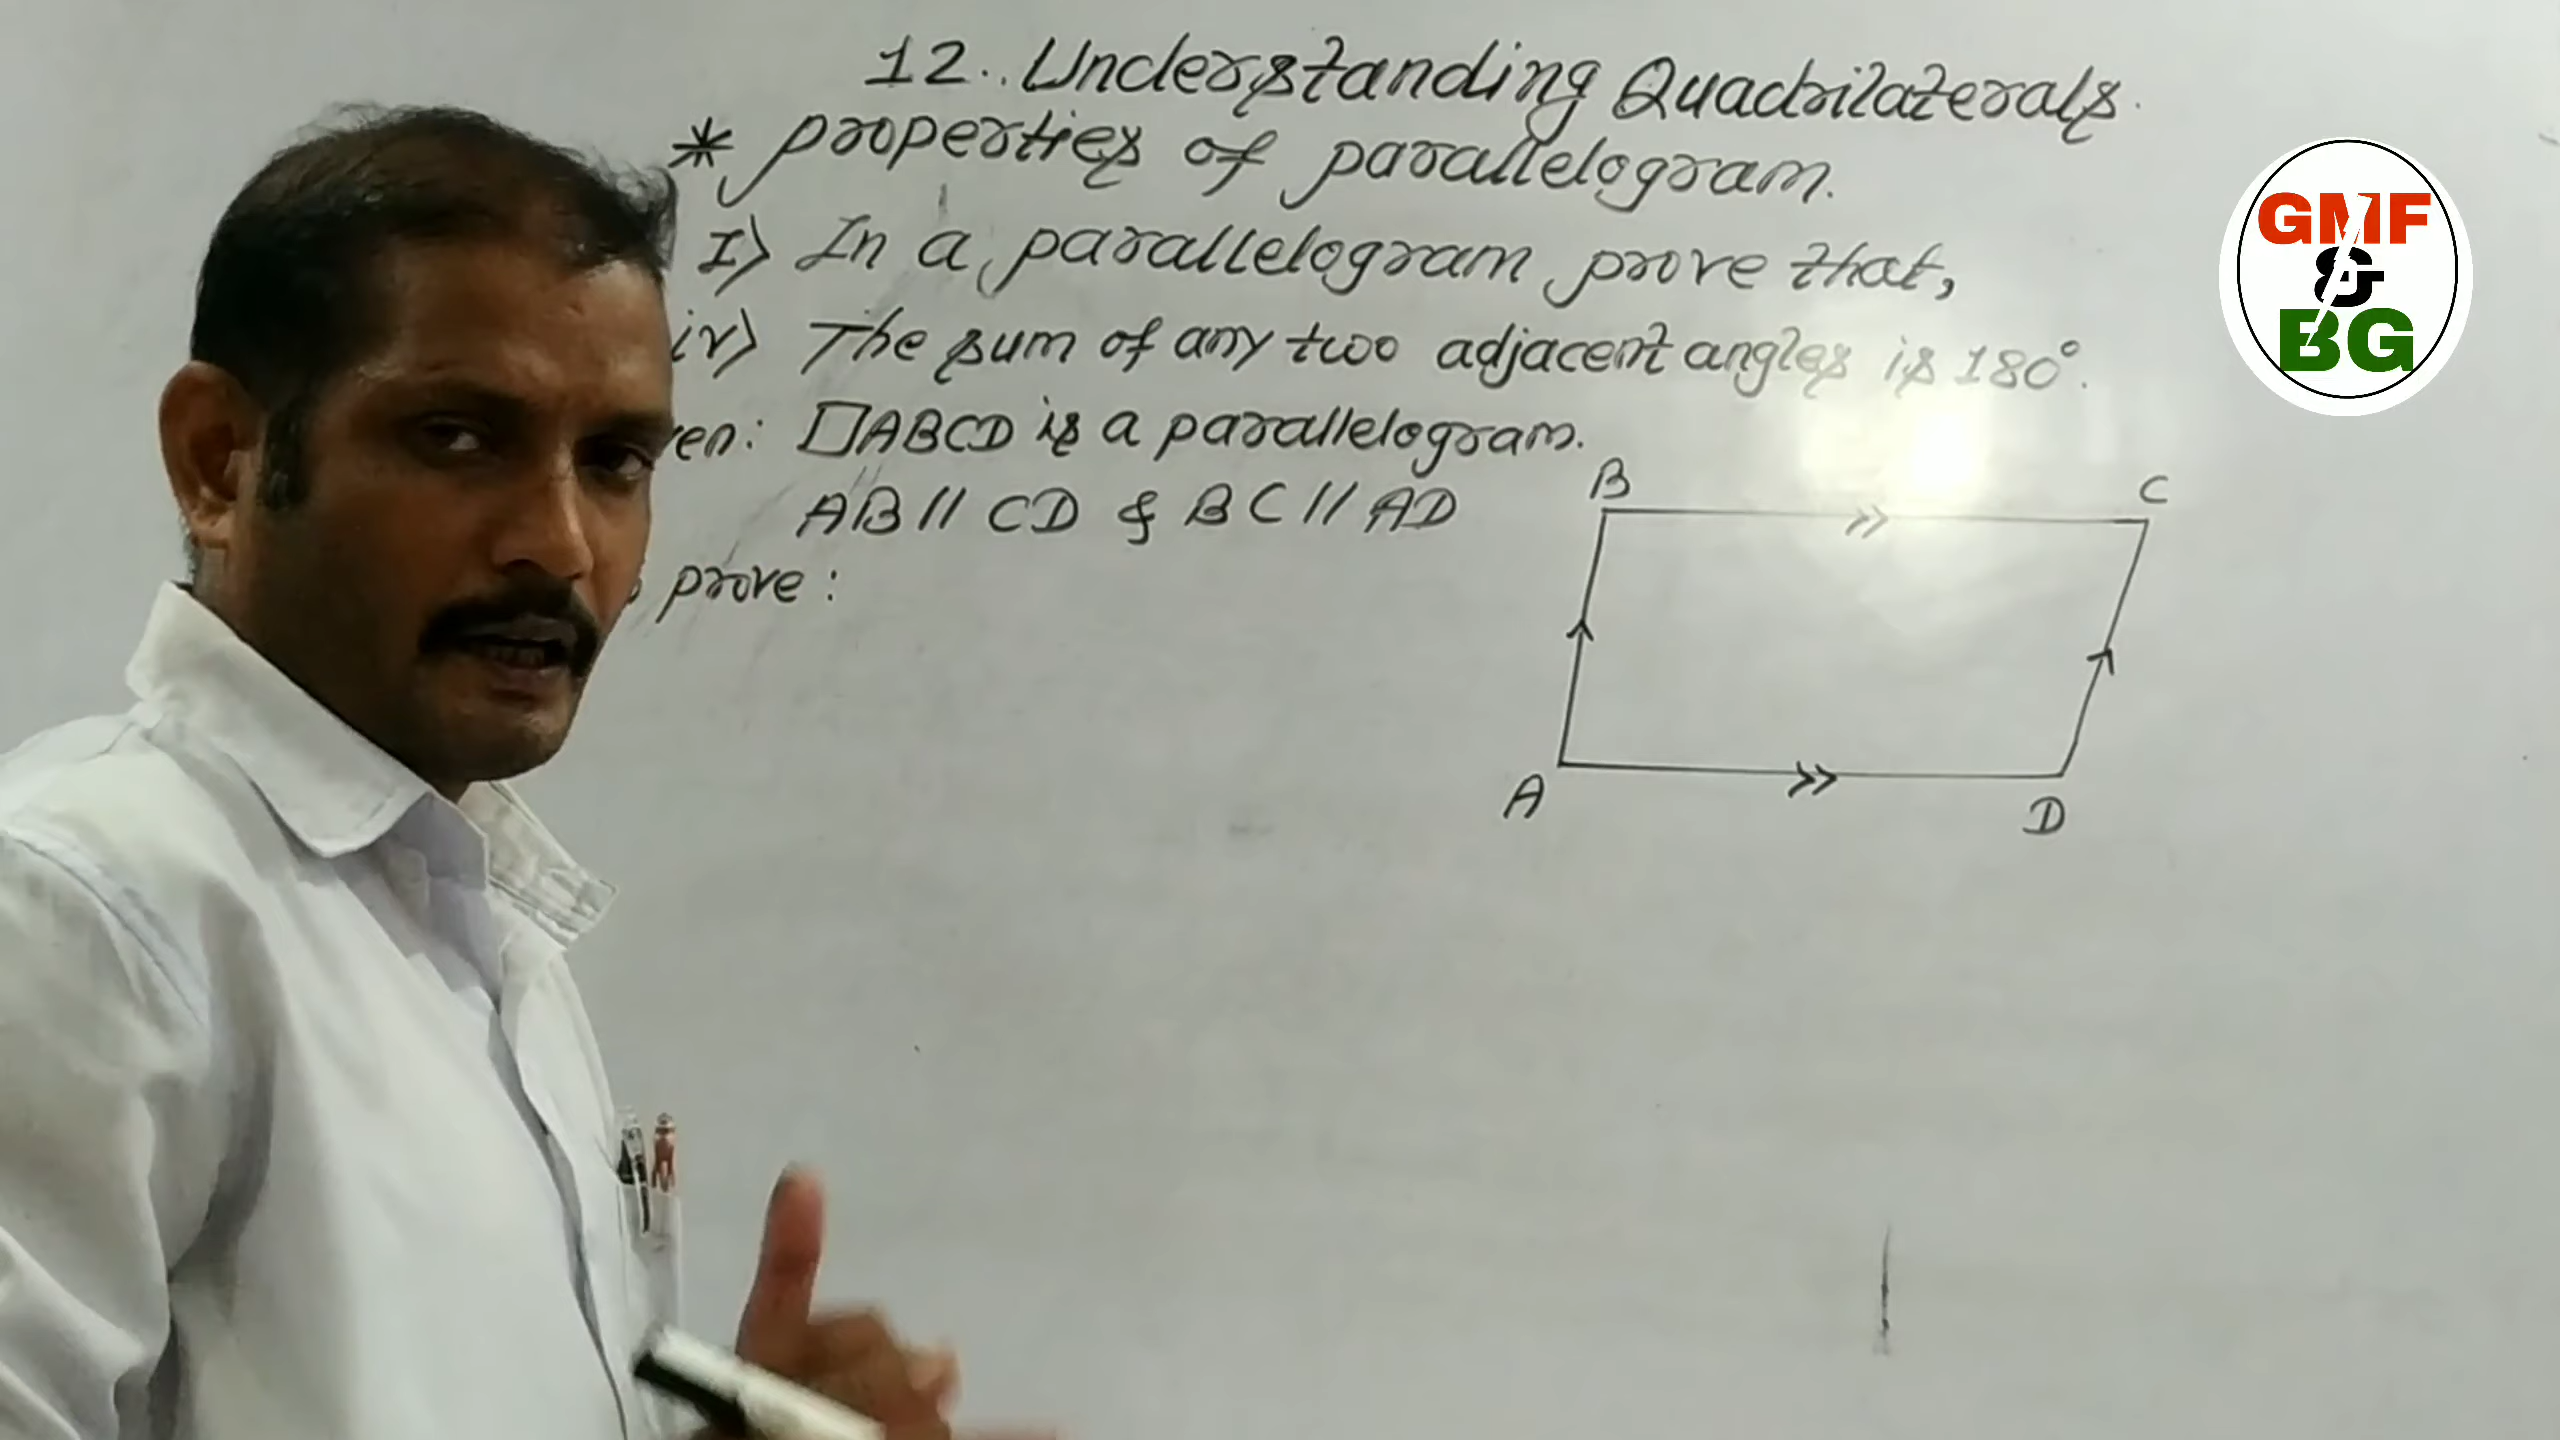 12. Understanding Quadrilaterals.
* properties of parallelogram.
I) In a parallelogram prove that,
iv) The sum of any two adjacent angles is 180°.
ven: ▱ABCD is a parallelogram.
AB // CD & BC // AD
prove :
B C
A D
GMF
&
BG